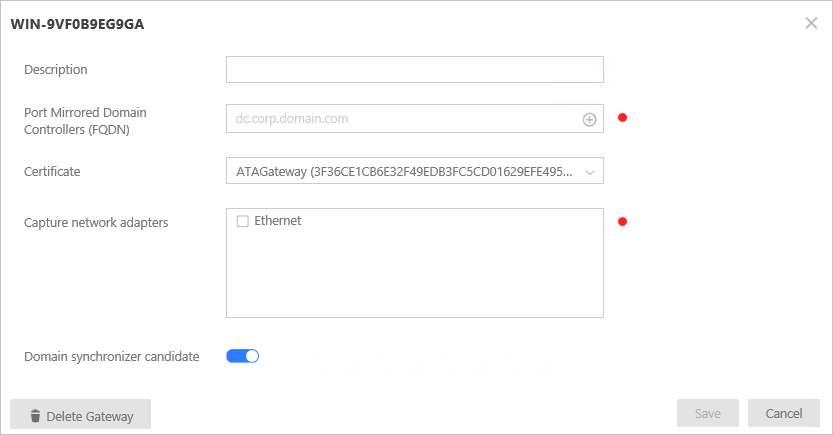 WIN-9VF0B9EG9GA
Description
Port Mirrored Domain
Controllers (FQDN)
dc.corp.domain.com
Certificate
ATAGateway (3F36CE1CB6E32F49EDB3FC5CD01629EFE495...
Capture network adapters
Ethernet
Domain synchronizer candidate
Delete Gateway
Save
Cancel